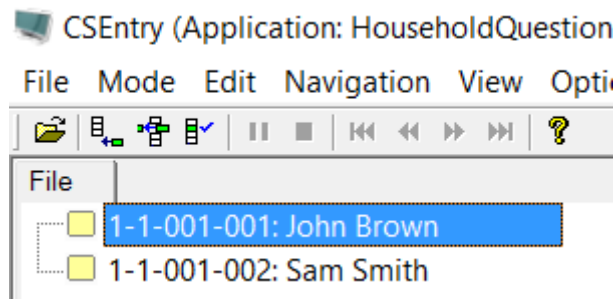 CSEntry (Application: HouseholdQuestion
File Mode Edit Navigation View Opti
File
1-1-001-001: John Brown
1-1-001-002: Sam Smith